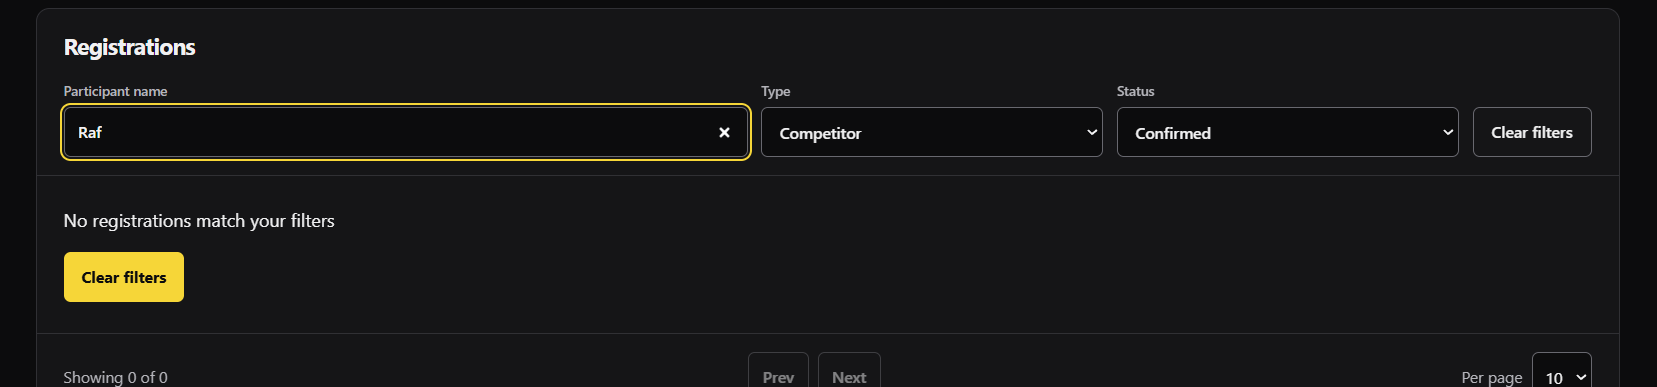 Registrations
Participant name
Type
Status
Raf
Competitor
Confirmed
Clear filters
No registrations match your filters
Clear filters
Showing 0 of 0
Prev
Next
Per page
10